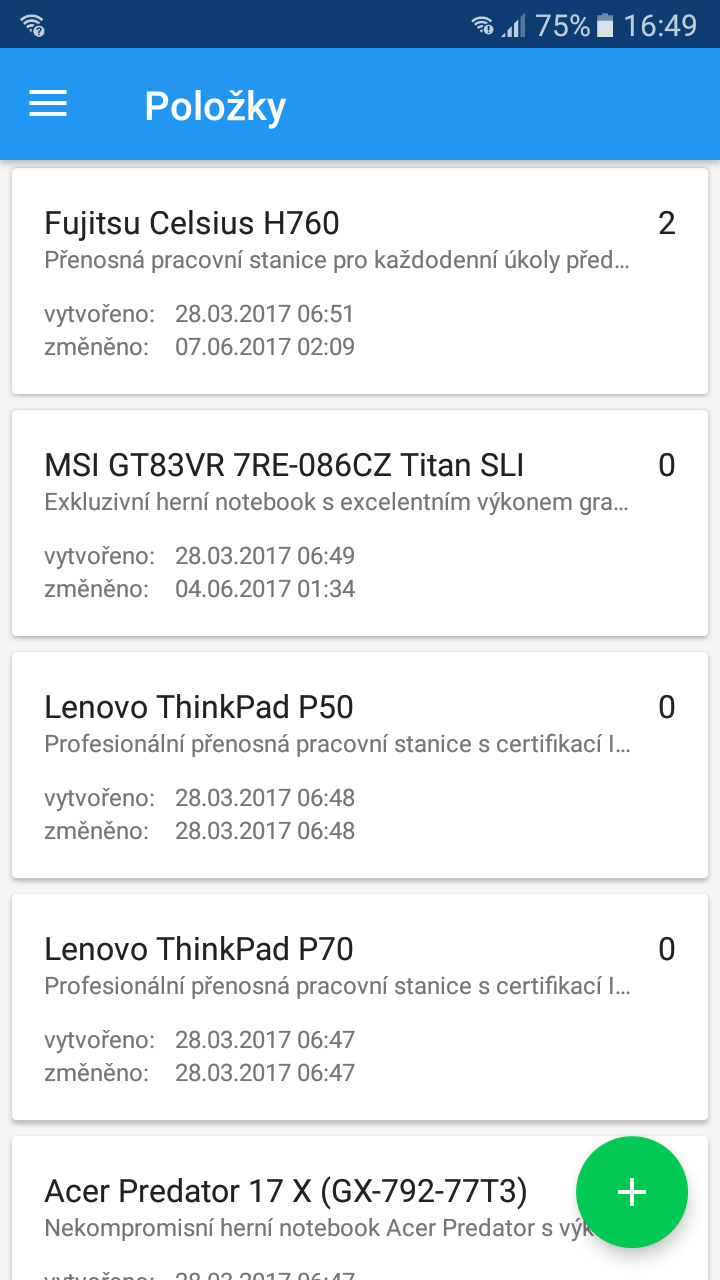 75% 16:49
Položky
Fujitsu Celsius H760 2
Přenosná pracovní stanice pro každodenní úkoly před...
vytvořeno: 28.03.2017 06:51
změněno: 07.06.2017 02:09
MSI GT83VR 7RE-086CZ Titan SLI 0
Exkluzivní herní notebook s excelentním výkonem gra...
vytvořeno: 28.03.2017 06:49
změněno: 04.06.2017 01:34
Lenovo ThinkPad P50 0
Profesionální přenosná pracovní stanice s certifikací I...
vytvořeno: 28.03.2017 06:48
změněno: 28.03.2017 06:48
Lenovo ThinkPad P70 0
Profesionální přenosná pracovní stanice s certifikací I...
vytvořeno: 28.03.2017 06:47
změněno: 28.03.2017 06:47
Acer Predator 17 X (GX-792-77T3)
Nekompromisní herní notebook Acer Predator s výk
vytvořeno: 28.03.2017 06:47